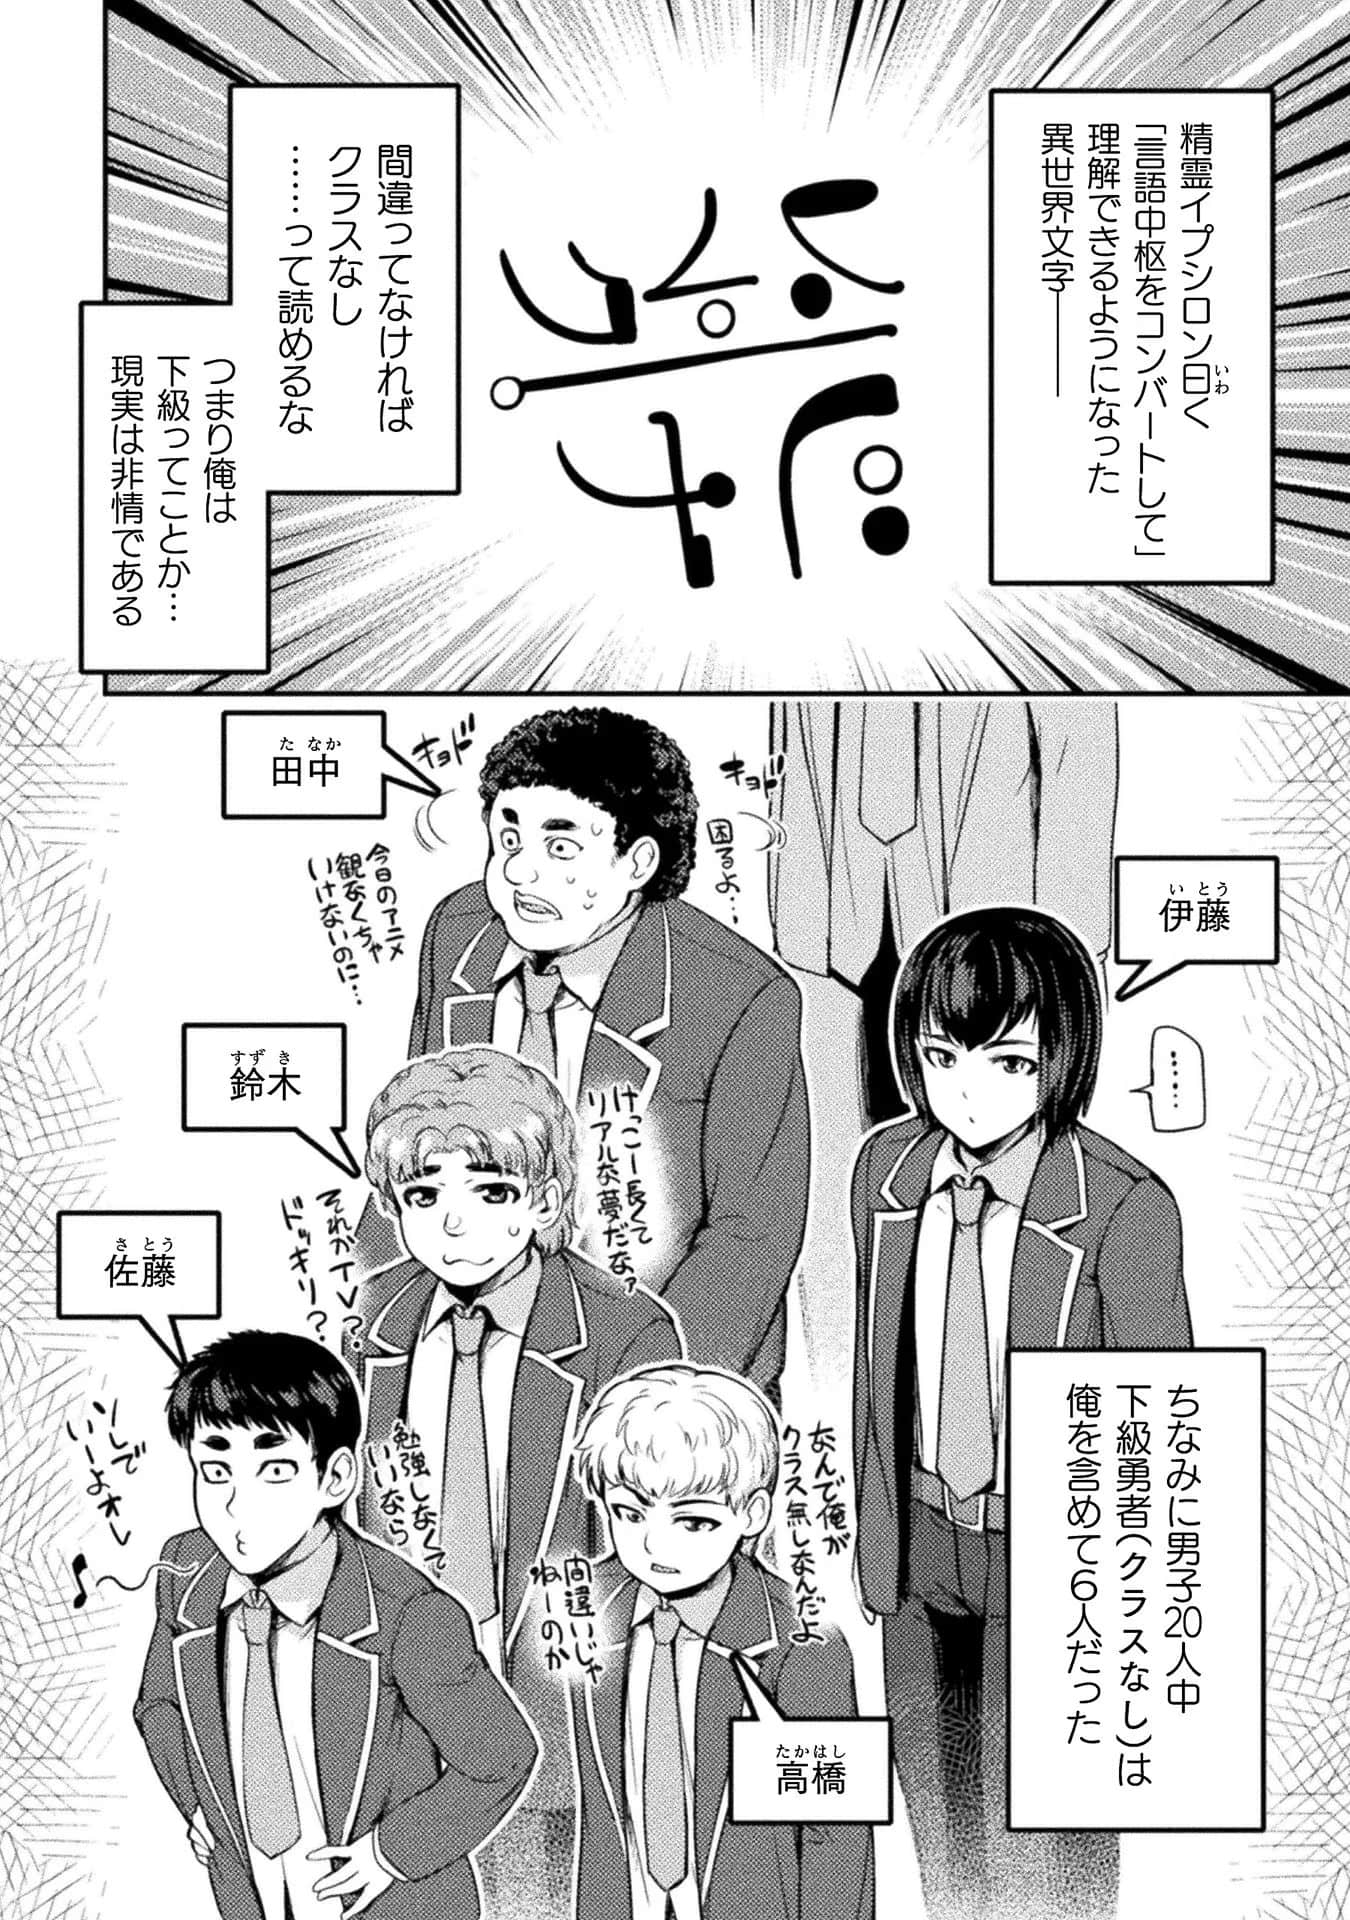 精霊イプシロン曰く
「言語中枢をコンバートして」
理解できるようになった
異世界文字――
間違ってなければ
クラスなし
……って読めるな
つまり俺は
下級ってことか…
現実は非情である
田中
キョド
キョド
困るよ…
今日のアニメ
観なくちゃ
いけないのに…
伊藤
……
鈴木
けっこー長くて
リアルな夢だなァ
それかTV?
ドッキリ?
佐藤
ソレで
いーよオレ
勉強しなくて
いいなら
なんで俺が
クラス無しなんだよ
間違いじゃ
ねーのか
高橋
ちなみに男子20人中
下級勇者(クラスなし)は
俺を含めて6人だった